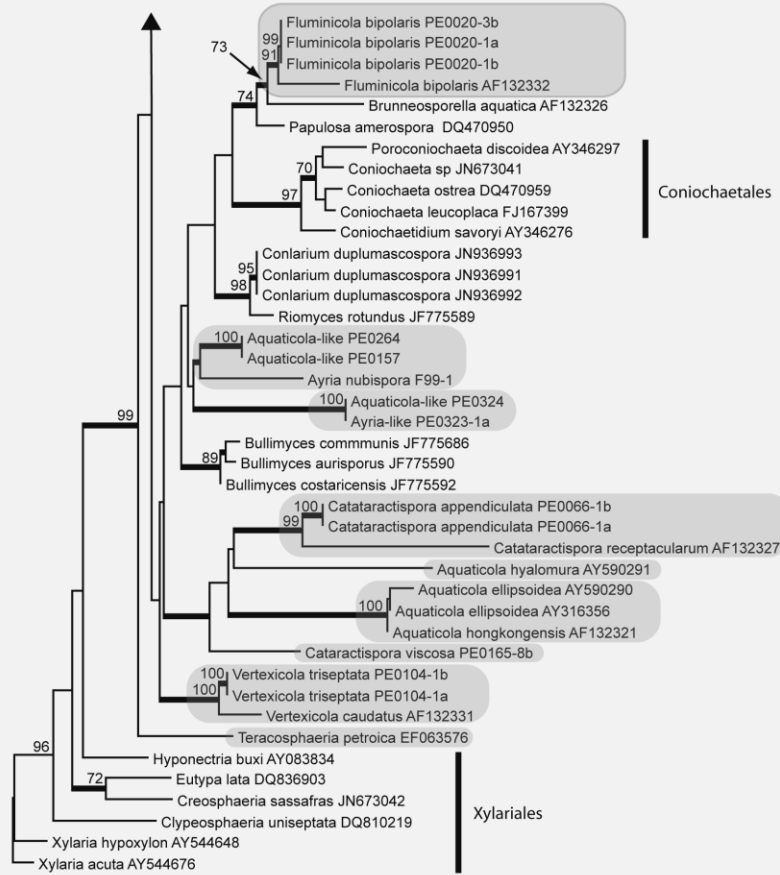 Fluminicola bipolaris PE0020-3b
99
Fluminicola bipolaris PE0020-1a
73
91
Fluminicola bipolaris PE0020-1b
Fluminicola bipolaris AF132332
74
Brunneosporella aquatica AF132326
Papulosa amerospora DQ470950
Poroconiochaeta discoidea AY346297
70
Coniochaeta sp JN673041
97
Coniochaeta ostrea DQ470959
Coniochaetales
Coniochaeta leucoplaca FJ167399
Coniochaetidium savoryi AY346276
Conlarium duplumascospora JN936993
95
Conlarium duplumascospora JN936991
98
Conlarium duplumascospora JN936992
Riomyces rotundus JF775589
100
Aquaticola-like PE0264
Aquaticola-like PE0157
Ayria nubispora F99-1
100
Aquaticola-like PE0324
99
Ayria-like PE0323-1a
Bullimyces commmunis JF775686
89
Bullimyces aurisporus JF775590
Bullimyces costaricensis JF775592
100
Catataractispora appendiculata PE0066-1b
99
Catataractispora appendiculata PE0066-1a
Catataractispora receptacularum AF132327
Aquaticola hyalomura AY590291
Aquaticola ellipsoidea AY590290
100
Aquaticola ellipsoidea AY316356
Aquaticola hongkongensis AF132321
Cataractispora viscosa PE0165-8b
100
Vertexicola triseptata PE0104-1b
100
Vertexicola triseptata PE0104-1a
Vertexicola caudatus AF132331
Teracosphaeria petroica EF063576
96
Hyponectria buxi AY083834
72
Eutypa lata DQ836903
Creosphaeria sassafras JN673042
Xylariales
Clypeosphaeria uniseptata DQ810219
Xylaria hypoxylon AY544648
Xylaria acuta AY544676